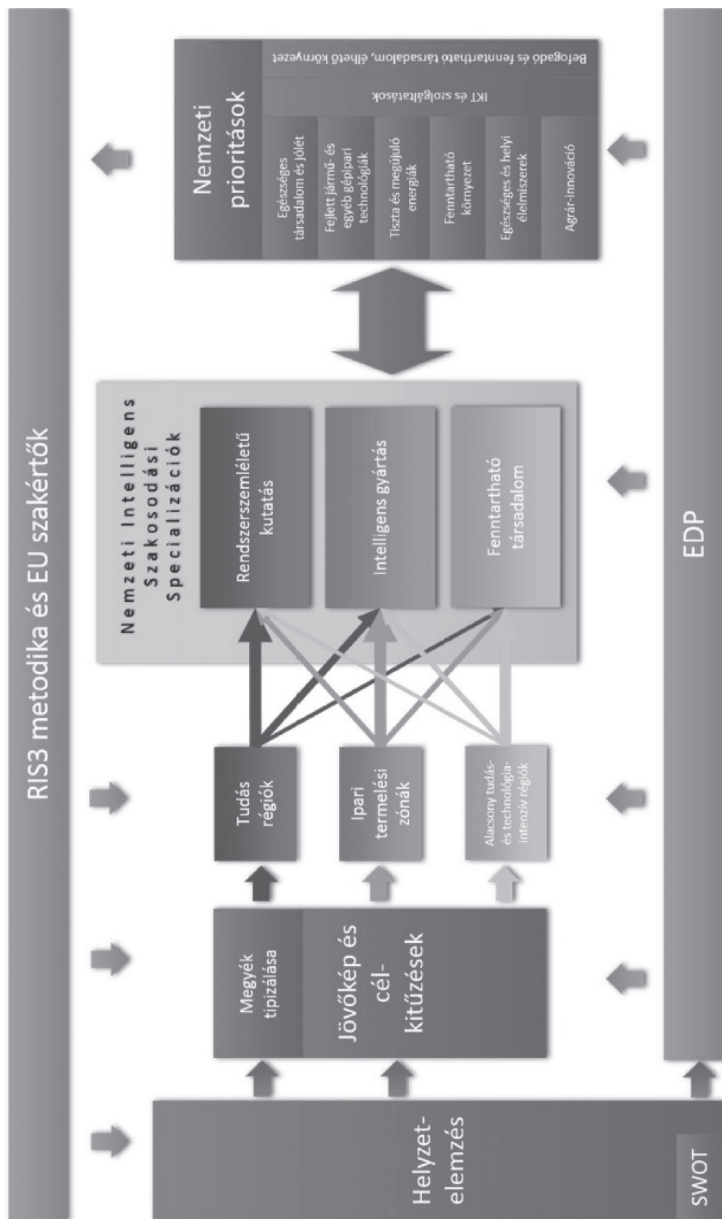 RIS3 metodika és EU szakértők
Helyzet-
elemzés
SWOT
Megyék
tipizálása
Jövőkép és
cél-
kitűzések
Tudás
régiók
Ipari
termelési
zónák
Alacsony tudás-
és technológia-
intenzív régiók
Nemzeti Intelligens
Szakosodási
Specializációk
Rendszerszemléletű
kutatás
Intelligens gyártás
Fenntartható
társadalom
Nemzeti
prioritások
Egészséges
társadalom és jólét
Fejlett jármű- és
egyéb gépipari
technológiák
Tiszta és megújuló
energiák
Fenntartható
környezet
Egészséges és helyi
élelmiszerek
Agrár-innováció
IKT és szolgáltatások
Befogadó és fenntartható társadalom, élhető környezet
EDP